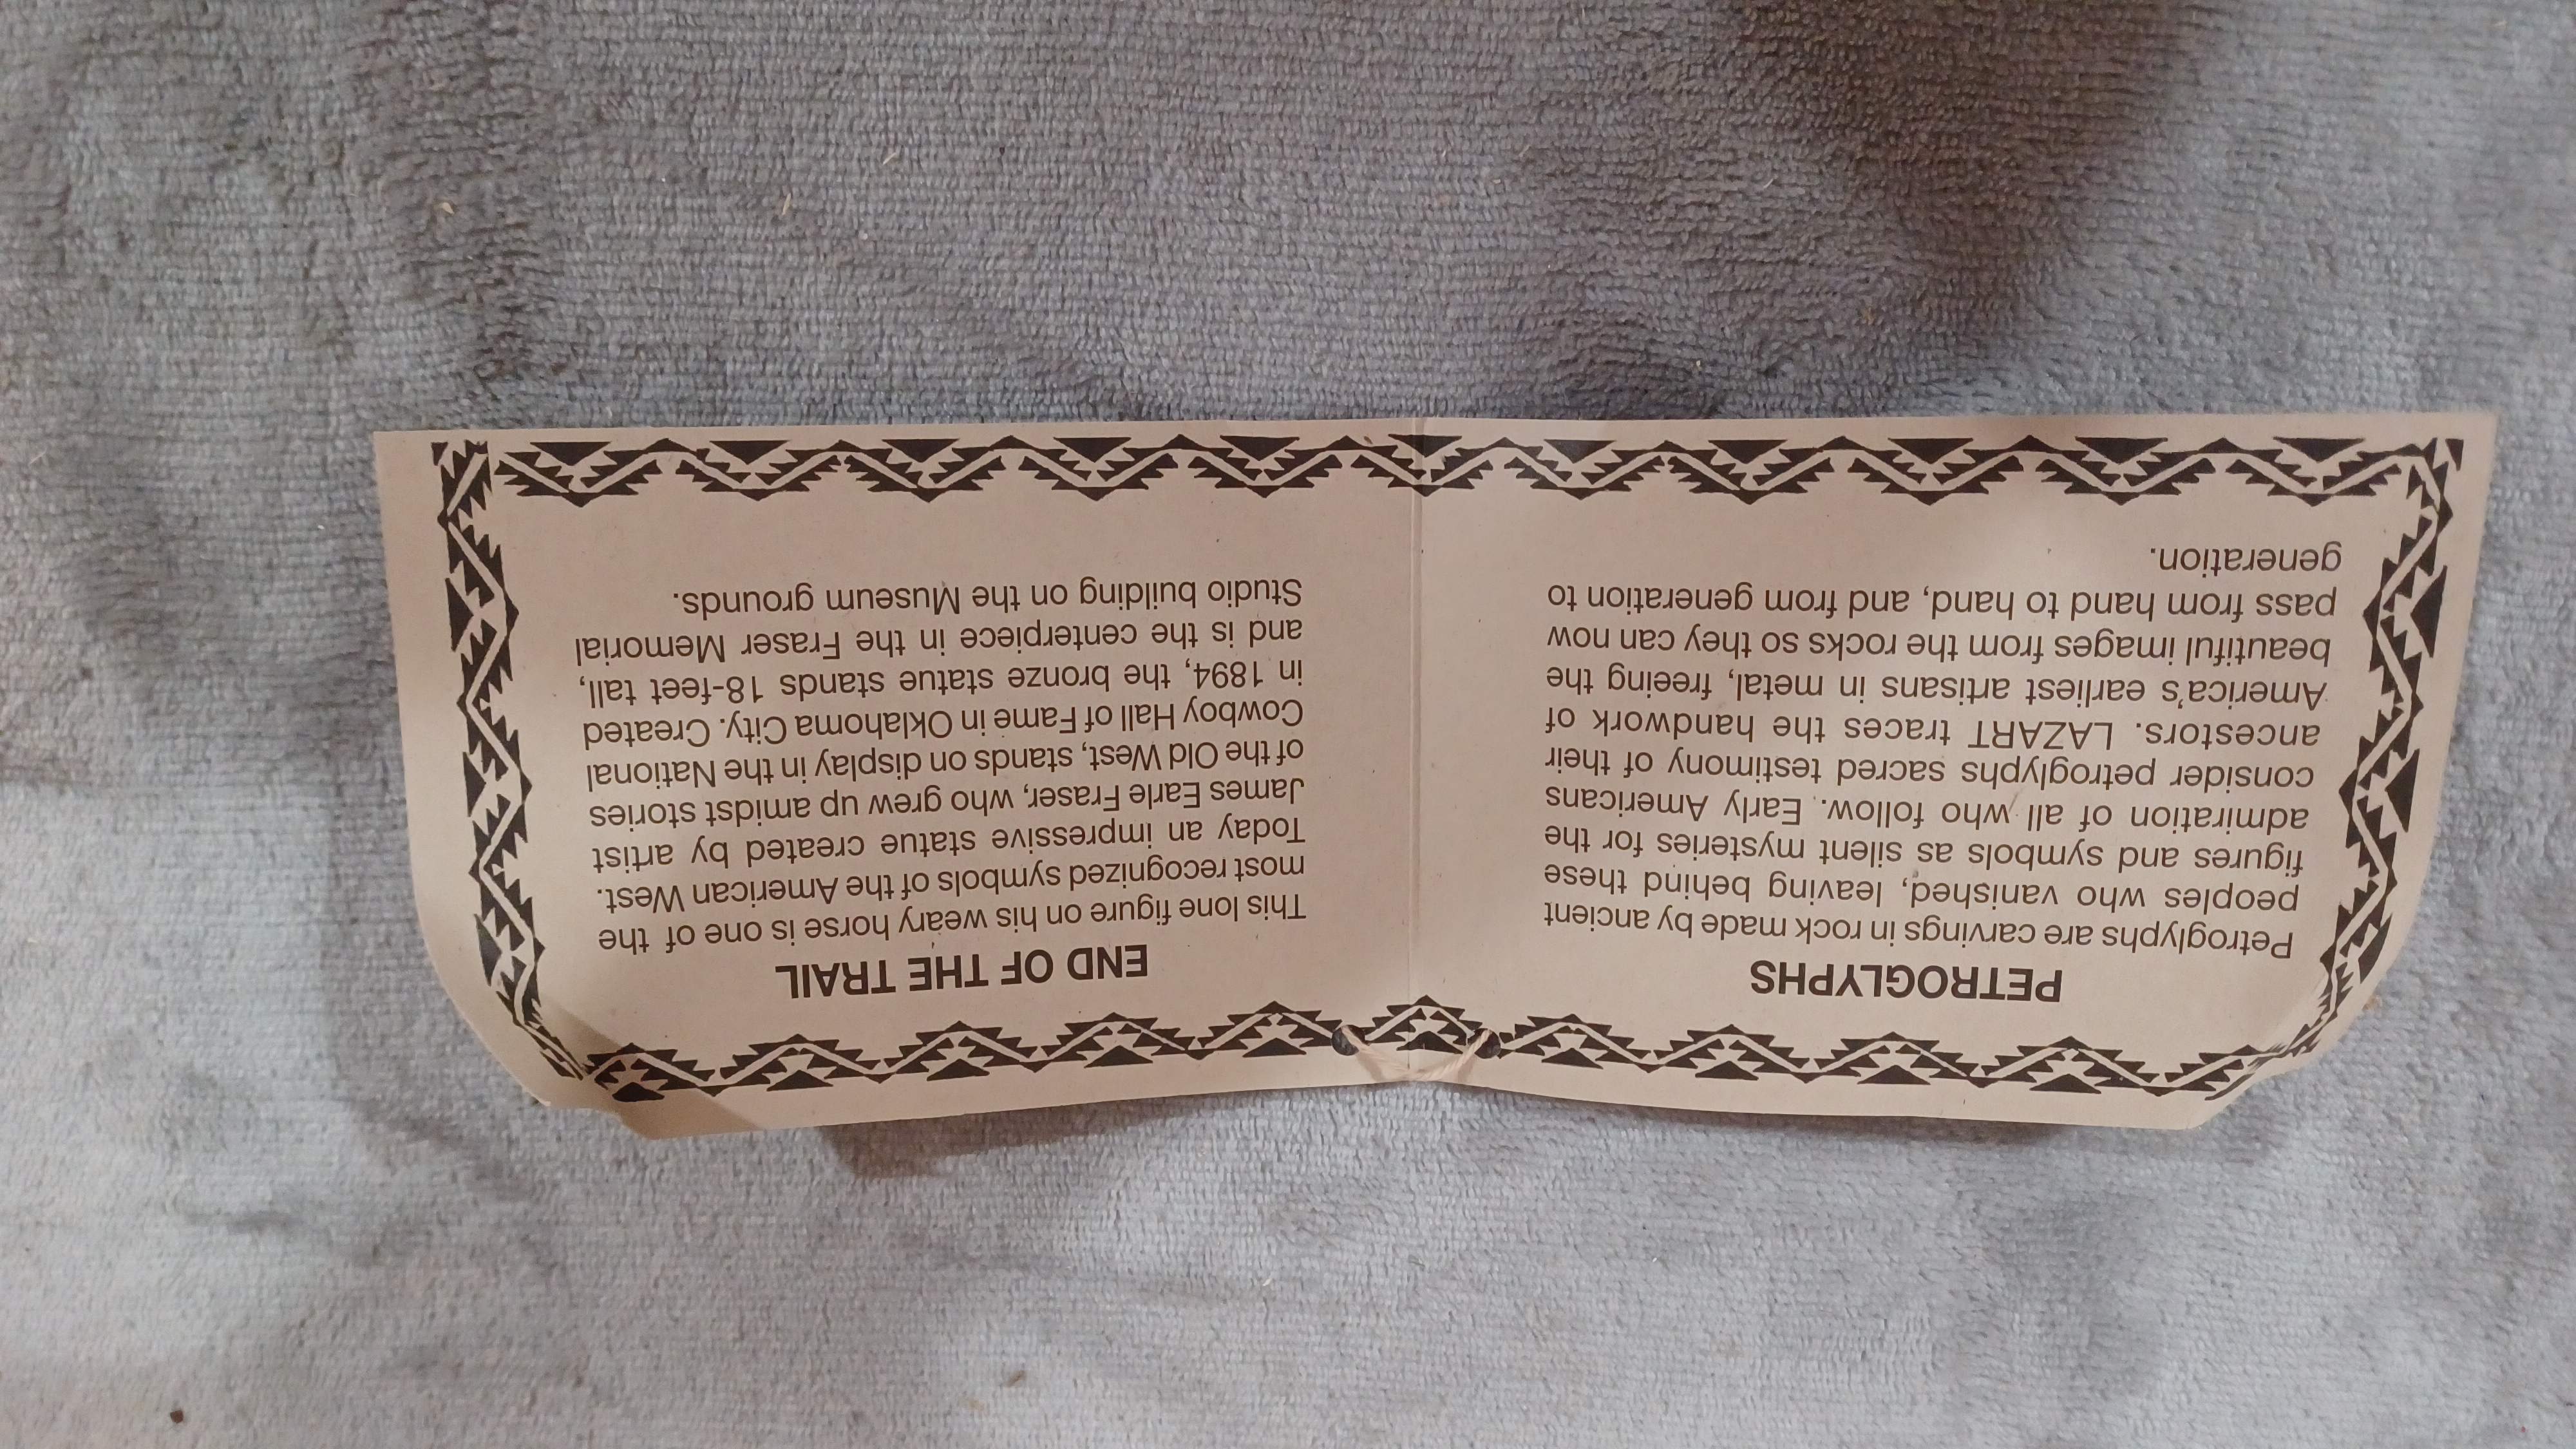 PETROGLYPHS
Petroglyphs are carvings in rock made by ancient
peoples who vanished, leaving behind these
figures and symbols as silent mysteries for the
admiration of all who follow. Early Americans
consider petroglyphs sacred testimony of their
ancestors. LAZART traces the handwork of
America's earliest artisans in metal, freeing the
beautiful images from the rocks so they can now
pass from hand to hand, and from generation to
generation.
END OF THE TRAIL
This lone figure on his weary horse is one of the
most recognized symbols of the American West.
Today an impressive statue created by artist
James Earle Fraser, who grew up amidst stories
of the Old West, stands on display in the National
Cowboy Hall of Fame in Oklahoma City. Created
in 1894, the bronze statue stands 18-feet tall,
and is the centerpiece in the Fraser Memorial
Studio building on the Museum grounds.